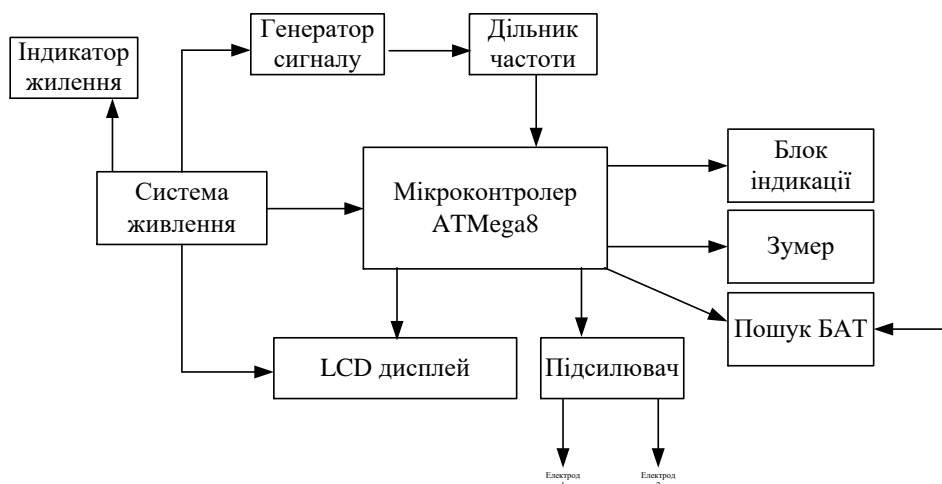 Генератор
сигналу
Дільник
частоти
Індикатор
жилення
Мікроконтролер
ATMega8
Блок
індикації
Система
живлення
Зумер
Пошук БАТ
LCD дисплей
Підсилювач
Електрод
Електрод